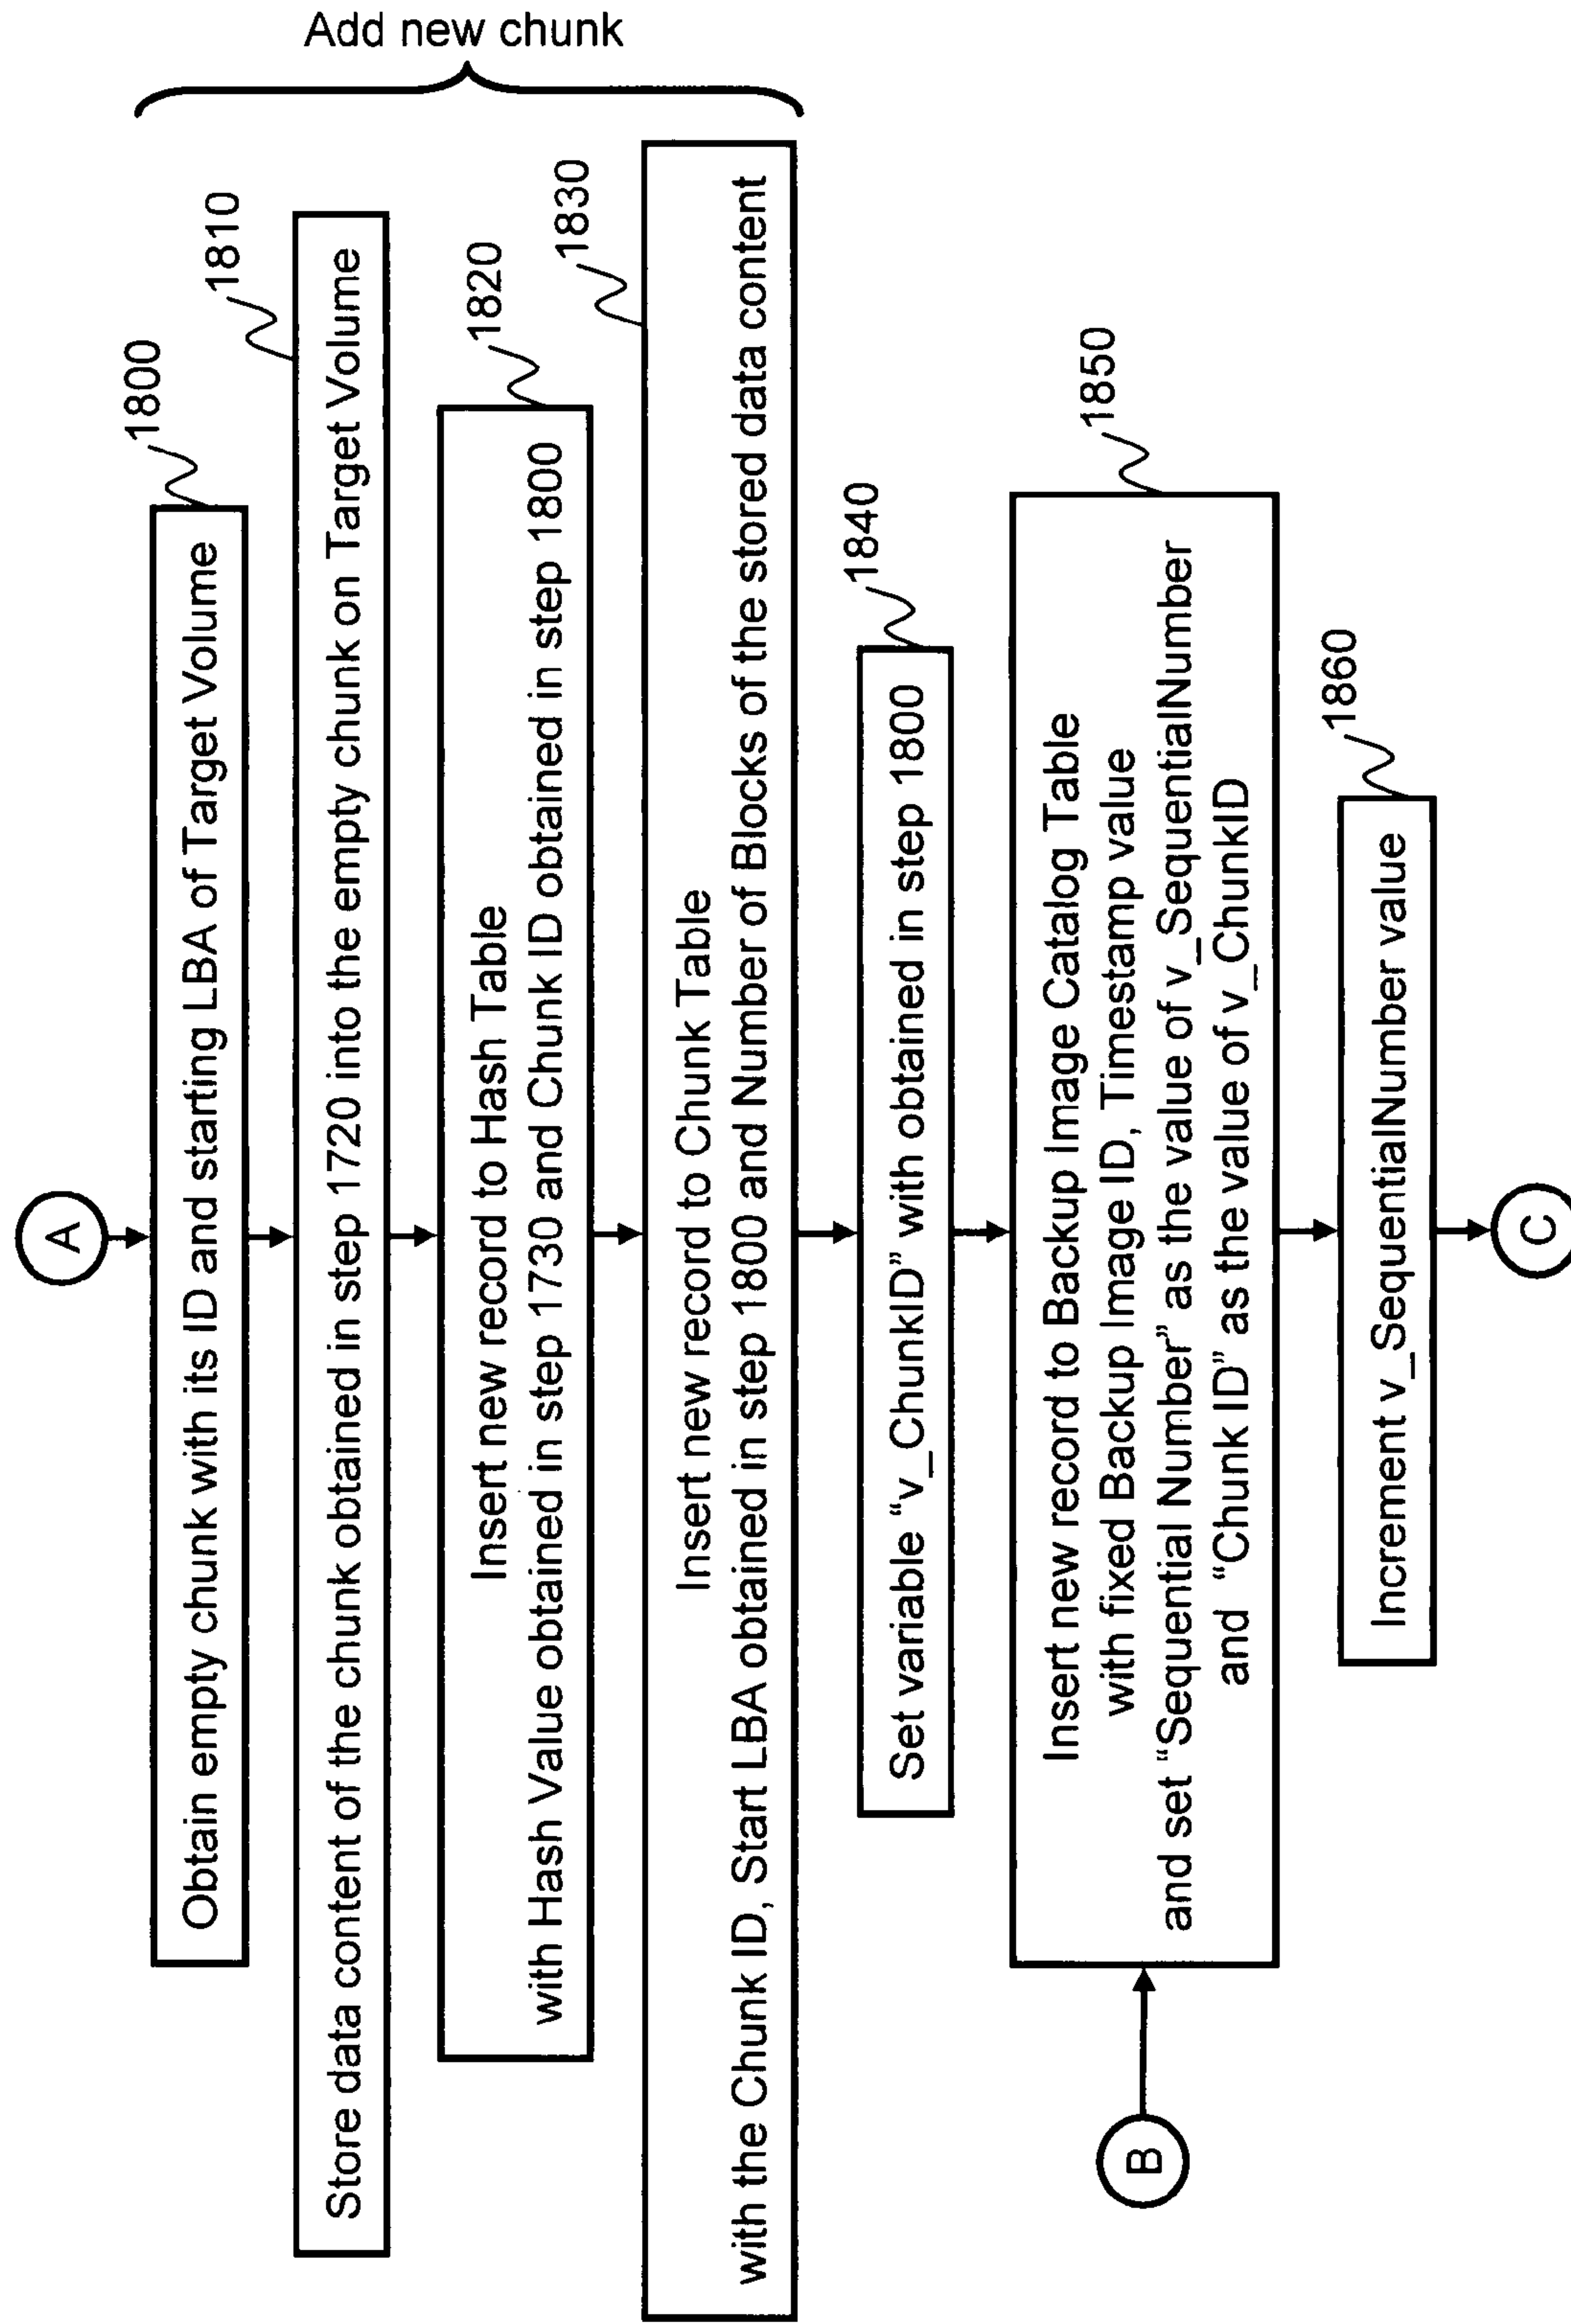 A
Add new chunk
1800
Obtain empty chunk with its ID and starting LBA of Target Volume
1810
Store data content of the chunk obtained in step 1720 into the empty chunk on Target Volume
1820
Insert new record to Hash Table
with Hash Value obtained in step 1730 and Chunk ID obtained in step 1800
1830
Insert new record to Chunk Table
with the Chunk ID, Start LBA obtained in step 1800 and Number of Blocks of the stored data content
1840
Set variable “v_ChunkID” with obtained in step 1800
1850
B
Insert new record to Backup Image Catalog Table
with fixed Backup Image ID, Timestamp value
and set “Sequential Number” as the value of v_SequentialNumber
and “Chunk ID” as the value of v_ChunkID
1860
Increment v_SequentialNumber value
C